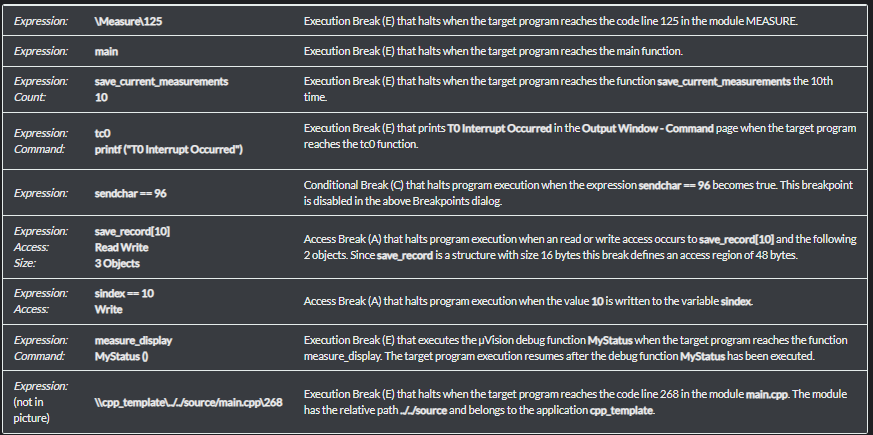 Expression: \Measure\125 Execution Break (E) that halts when the target program reaches the code line 125 in the module MEASURE.
Expression: main Execution Break (E) that halts when the target program reaches the main function.
Expression: save_current_measurements Execution Break (E) that halts when the target program reaches the function save_current_measurements the 10th
Count: 10 time.
Expression: tc0 Execution Break (E) that prints T0 Interrupt Occurred in the Output Window - Command page when the target program
Command: printf ("T0 Interrupt Occurred") reaches the tc0 function.
Expression: sendchar == 96 Conditional Break (C) that halts program execution when the expression sendchar == 96 becomes true. This breakpoint
is disabled in the above Breakpoints dialog.
Expression: save_record[10]
Access: Read Write Access Break (A) that halts program execution when an read or write access occurs to save_record[10] and the following
Size: 3 Objects 2 objects. Since save_record is a structure with size 16 bytes this break defines an access region of 48 bytes.
Expression: sindex == 10 Access Break (A) that halts program execution when the value 10 is written to the variable sindex.
Access: Write
Expression: measure_display Execution Break (E) that executes the µVision debug function MyStatus when the target program reaches the function
Command: MyStatus () measure_display. The target program execution resumes after the debug function MyStatus has been executed.
Expression:
(not in \\cpp_template\../../source/main.cpp\268 Execution Break (E) that halts when the target program reaches the code line 268 in the module main.cpp. The module
picture) has the relative path ../../source and belongs to the application cpp_template.